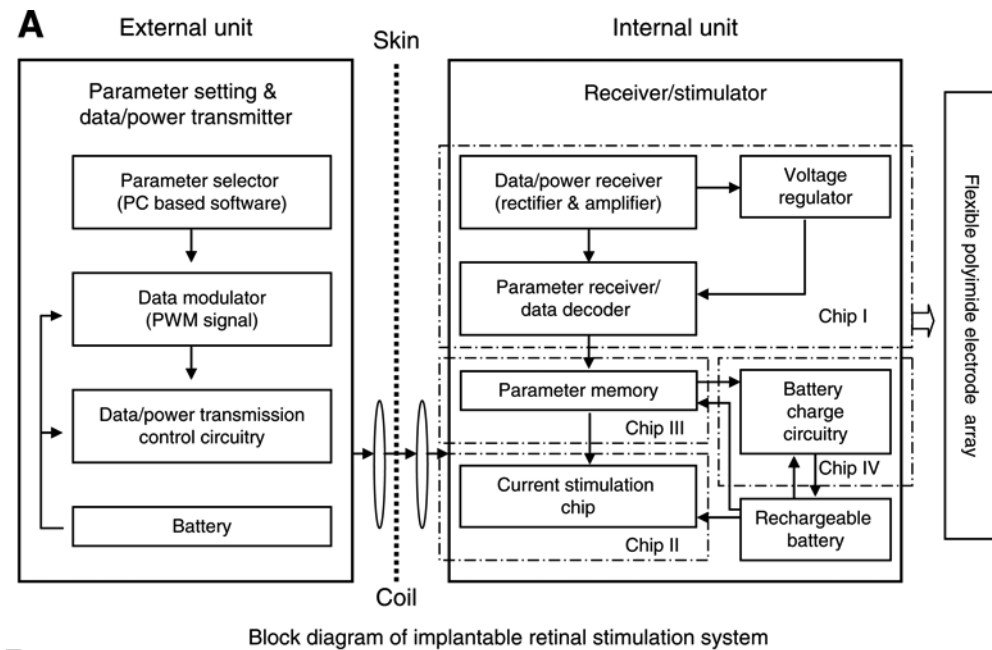 A
External unit
Skin
Internal unit
Parameter setting &
data/power transmitter
Parameter selector
(PC based software)
Data modulator
(PWM signal)
Data/power transmission
control circuitry
Battery
Receiver/stimulator
Data/power receiver
(rectifier & amplifier)
Voltage
regulator
Parameter receiver/
data decoder
Chip I
Parameter memory
Chip III
Battery
charge
circuitry
Chip IV
Current stimulation
chip
Chip II
Rechargeable
battery
Flexible polyimide electrode array
Coil
Block diagram of implantable retinal stimulation system